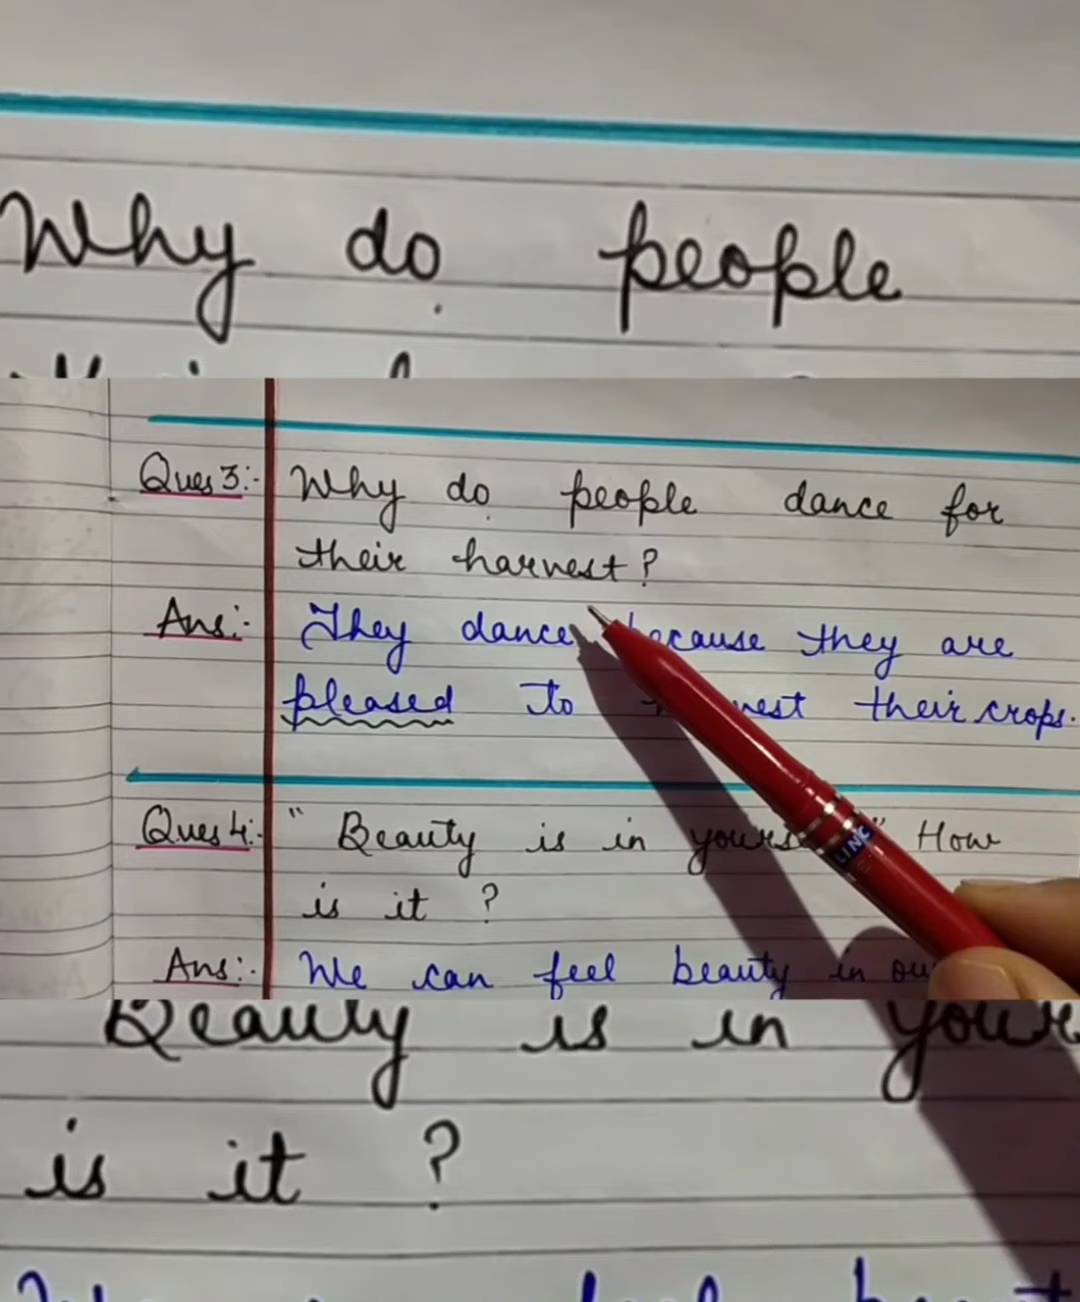 Why do people
Ques 3:- Why do people dance for
their harvest?
Ans:- They dance because they are
pleased To their crops.
Ques 4:- " Beauty is in " How
is it ?
Ans:- We can feel beauty in
LINC
Beauty is in
is it ?